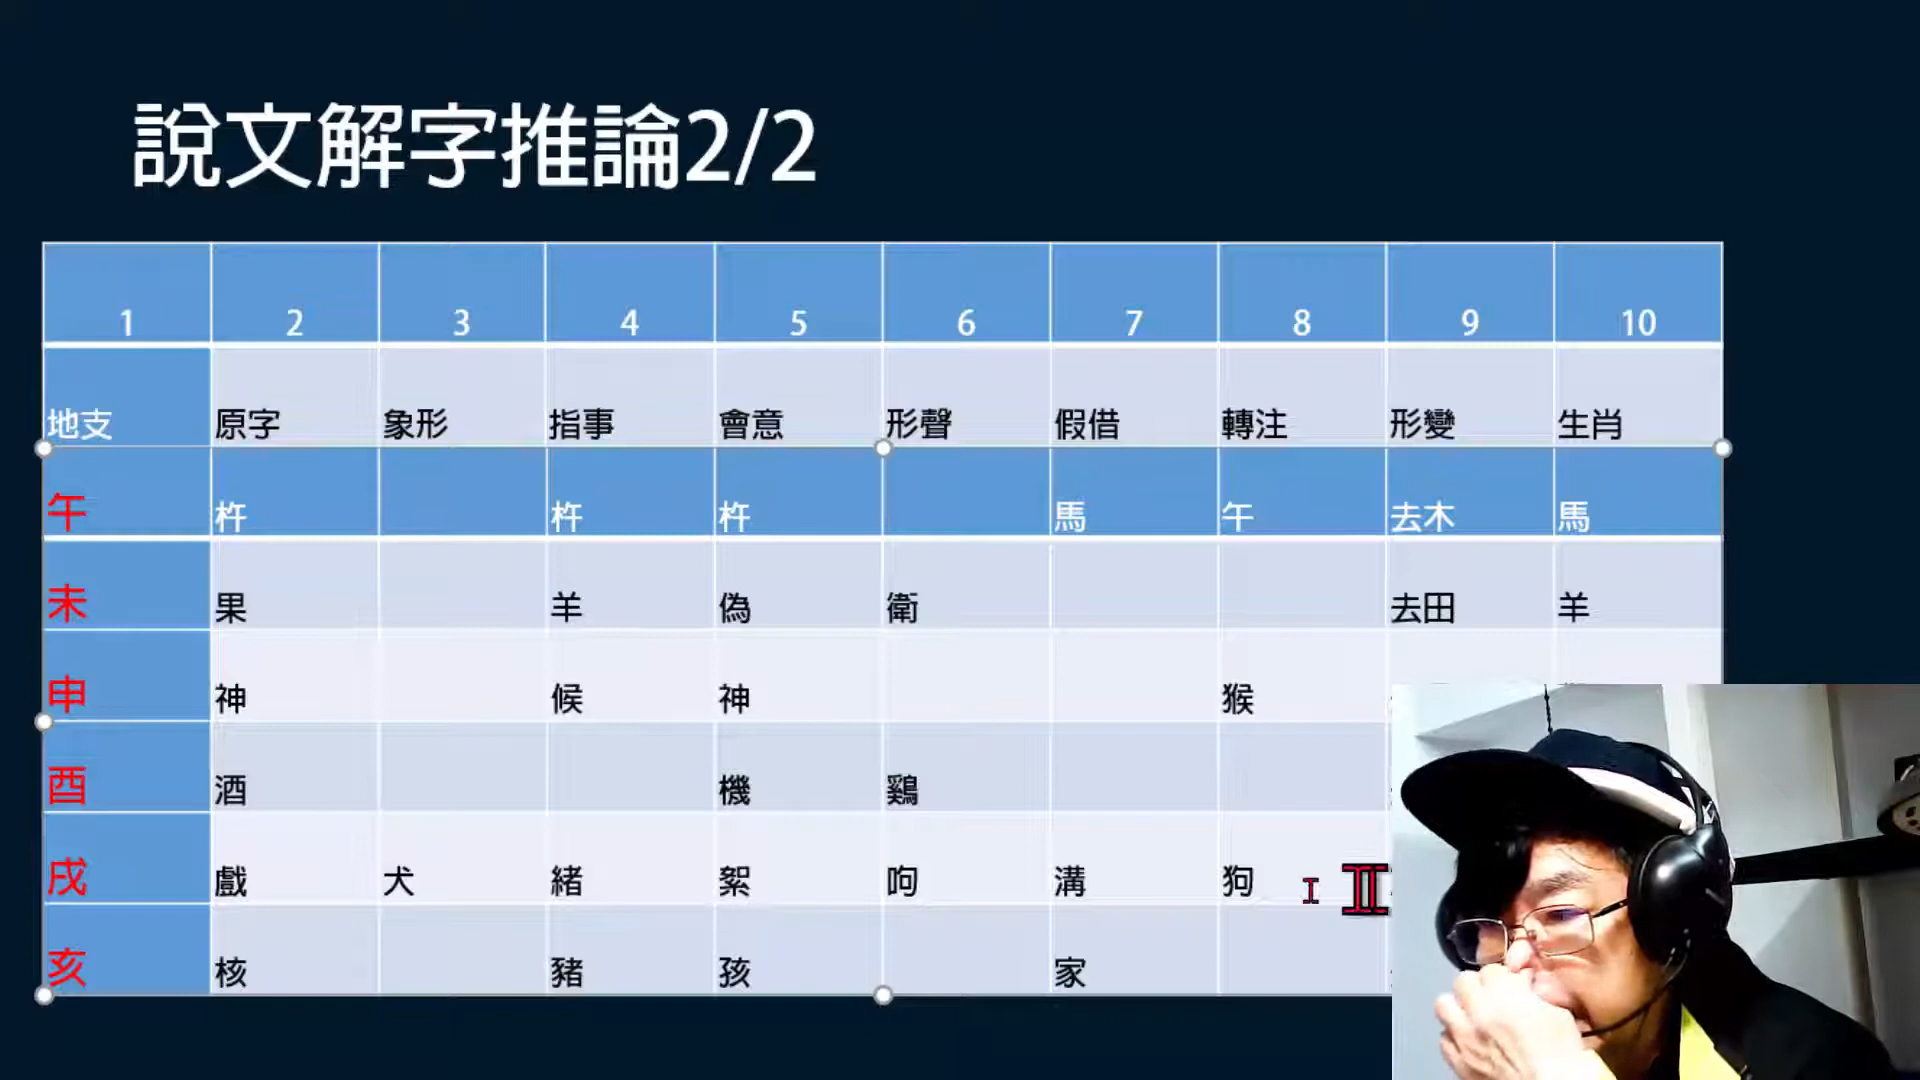 說文解字推論2/2
1 2 3 4 5 6 7 8 9 10
地支 原字 象形 指事 會意 形聲 假借 轉注 形變 生肖
午 杵 杵 杵 馬 午 去木 馬
未 果 羊 偽 衛 去田 羊
申 神 候 神 猴
酉 酒 機 鷄
戌 戲 犬 緒 絮 呴 溝 狗
亥 核 豬 孩 家